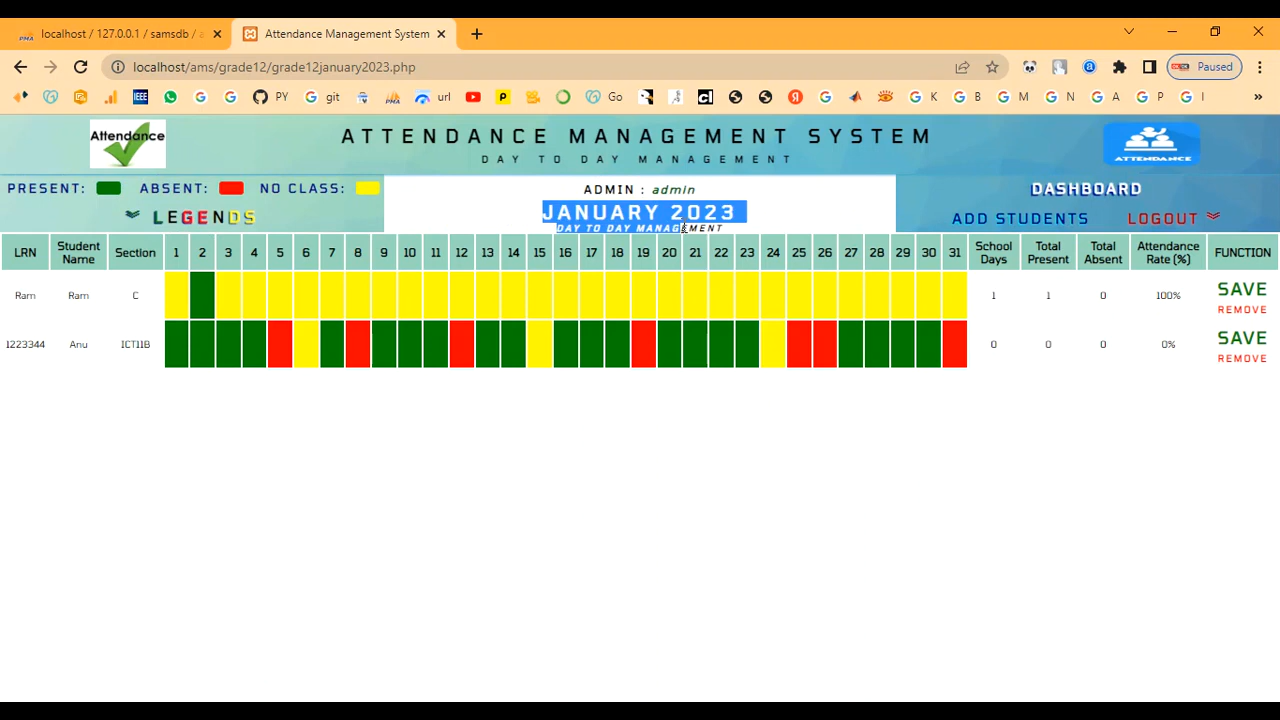 localhost / 127.0.0.1 / samsdb /
Attendance Management System
localhost/ams/grade12/grade12january2023.php
Paused
PY git url P Go K B M N A P I »
Attendance
ATTENDANCE MANAGEMENT SYSTEM
DAY TO DAY MANAGEMENT
ATTENDANCE
PRESENT: ABSENT: NO CLASS:
LEGENDS
ADMIN : admin
JANUARY 2023
DAY TO DAY MANAGEMENT
DASHBOARD
ADD STUDENTS LOGOUT
LRN Student Name Section 1 2 3 4 5 6 7 8 9 10 11 12 13 14 15 16 17 18 19 20 21 22 23 24 25 26 27 28 29 30 31 School Days Total Present Total Absent Attendance Rate (%) FUNCTION
Ram Ram C 1 1 0 100% SAVE
REMOVE
1223344 Anu ICT11B 0 0 0 0% SAVE
REMOVE